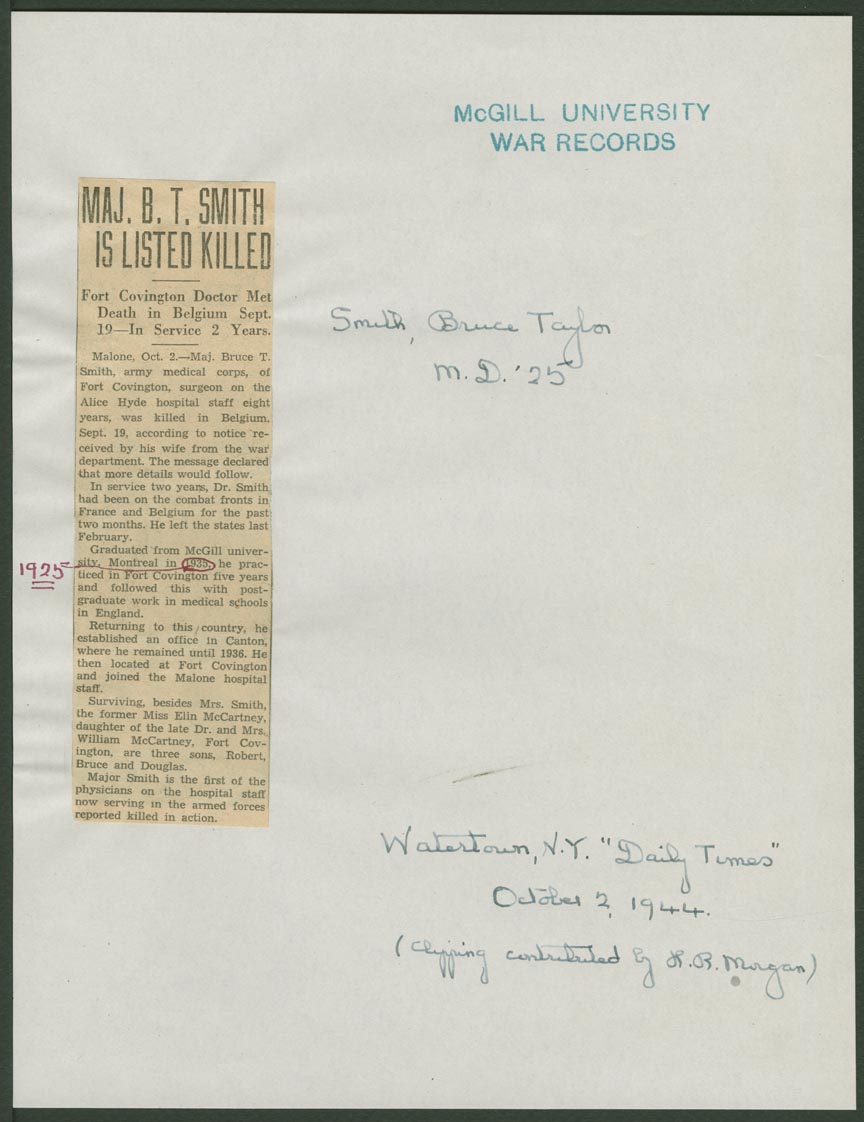 McGILL UNIVERSITY
WAR RECORDS
MAJ. B. T. SMITH
IS LISTED KILLED
Fort Covington Doctor Met
Death in Belgium Sept.
19—In Service 2 Years.
Malone, Oct. 2.—Maj. Bruce T.
Smith, army medical corps, of
Fort Covington, surgeon on the
Alice Hyde hospital staff eight
years, was killed in Belgium,
Sept. 19, according to notice re-
ceived by his wife from the war
department. The message declared
that more details would follow.
In service two years, Dr. Smith
had been on the combat fronts in
France and Belgium for the past
two months. He left the states last
February.
Graduated from McGill univer-
sity, Montreal in 1935, he prac-
ticed in Fort Covington five years
and followed this with post-
graduate work in medical schools
in England.
Returning to this country, he
established an office in Canton,
where he remained until 1936. He
then located at Fort Covington
and joined the Malone hospital
staff.
Surviving, besides Mrs. Smith,
the former Miss Elin McCartney,
daughter of the late Dr. and Mrs.
William McCartney, Fort Cov-
ington, are three sons, Robert,
Bruce and Douglas.
Major Smith is the first of the
physicians on the hospital staff
now serving in the armed forces
reported killed in action.
1925
Smith, Bruce Taylor
M.D. '25
Watertown, N.Y. "Daily Times"
October 2, 1944.
(Clipping contributed by H.R. Morgan)